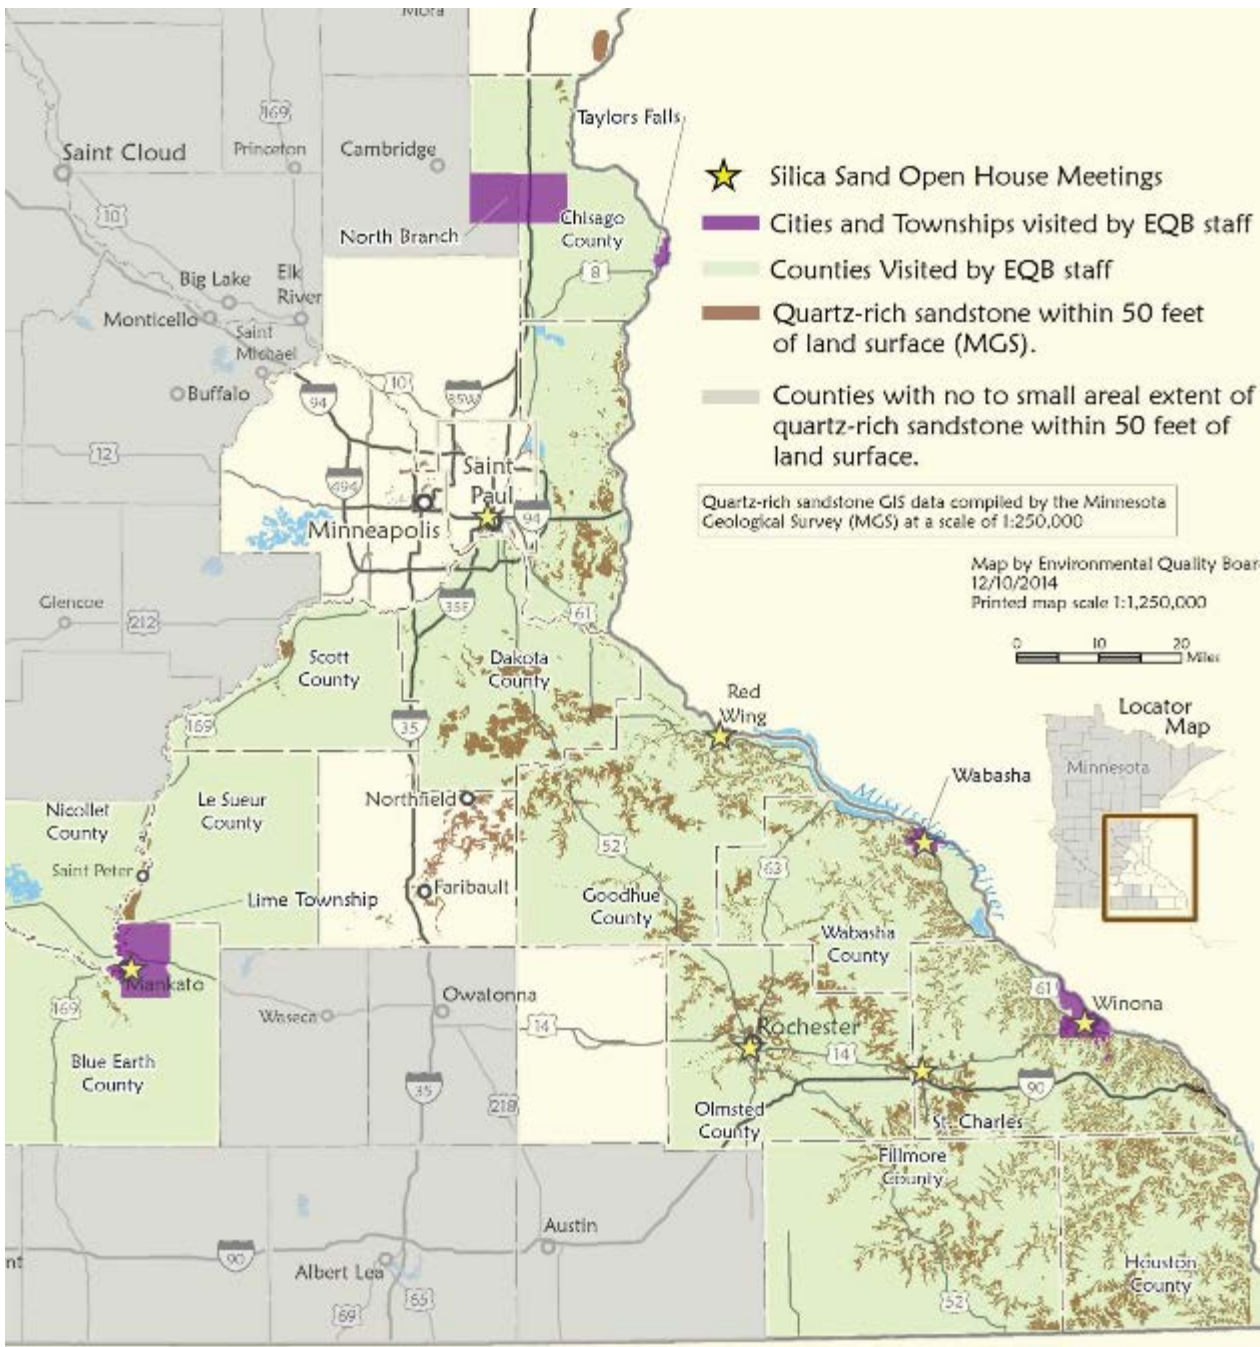 Mora
Taylors Falls
169
Saint Cloud
Princeton
Cambridge
Silica Sand Open House Meetings
10
North Branch
Chisago
County
Cities and Townships visited by EQB staff
8
Counties Visited by EQB staff
Big Lake
Elk
River
Monticello
Saint
Michael
Quartz-rich sandstone within 50 feet
of land surface (MGS).
Buffalo
94
10
35W
Counties with no to small areal extent of
quartz-rich sandstone within 50 feet of
land surface.
12
494
Saint
Paul
94
Minneapolis
Quartz-rich sandstone GIS data compiled by the Minnesota
Geological Survey (MGS) at a scale of 1:250,000
Map by Environmental Quality Boar
12/10/2014
Printed map scale 1:1,250,000
Glencoe
212
35E
61
0 10 20
Miles
Scott
County
Dakota
County
Red
Wing
Locator
Map
169
35
Minnesota
Wabasha
Nicollet
County
Le Sueur
County
Northfield
Mississippi River
52
63
Saint Peter
Lime Township
Faribault
Goodhue
County
Wabasha
County
Mankato
169
Waseca
Owatonna
14
61
Winona
Rochester
14
Blue Earth
County
35
218
90
Olmsted
County
St. Charles
Fillmore
County
nt
90
Austin
Albert Lea
65
69
52
Houston
County